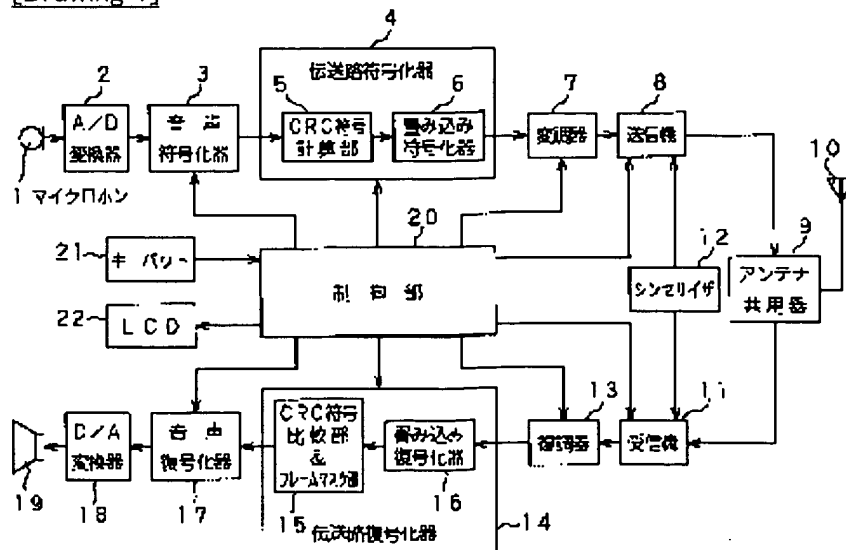 [Drawing 1]
4
伝送路符号化器
2
3
5
6
7
8
A/D
変換器
音声
符号化器
CRC符号
計算部
畳み込み
符号化器
変調器
送信機
10
1 マイクロホン
20
21
12
9
制御部
シンセサイザ
アンテナ
共用器
22
LCD
13
11
CRC符号
比較部
&
フレームマスク部
畳み込み
復号化器
復調器
受信機
D/A
変換器
音声
復号化器
19
18
17
15
16
14
伝送路復号化器